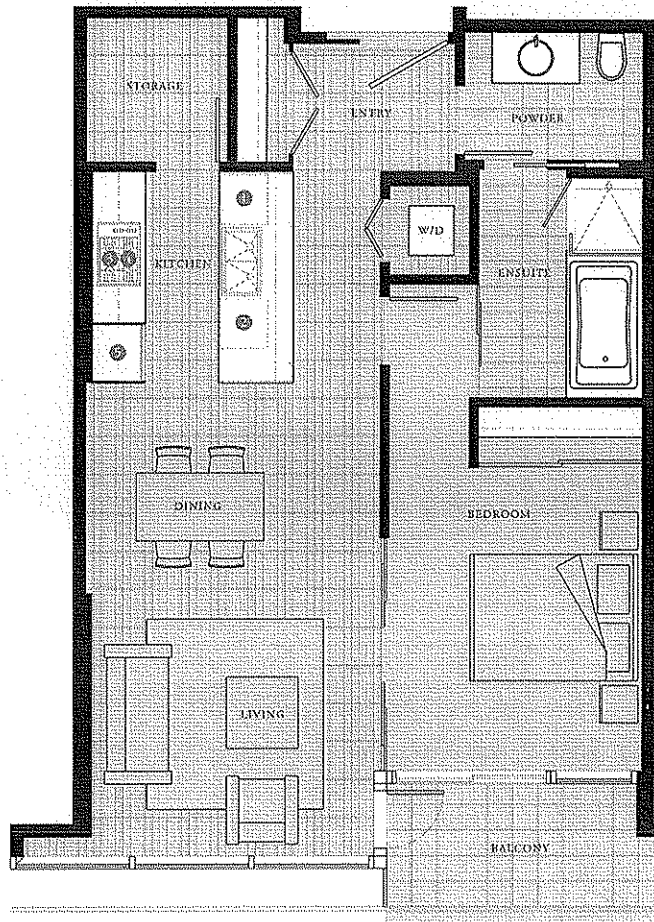 STORAGE
ENTRY
POWDER
W/D
KITCHEN
ENSUITE
DINING
BEDROOM
LIVING
BALCONY